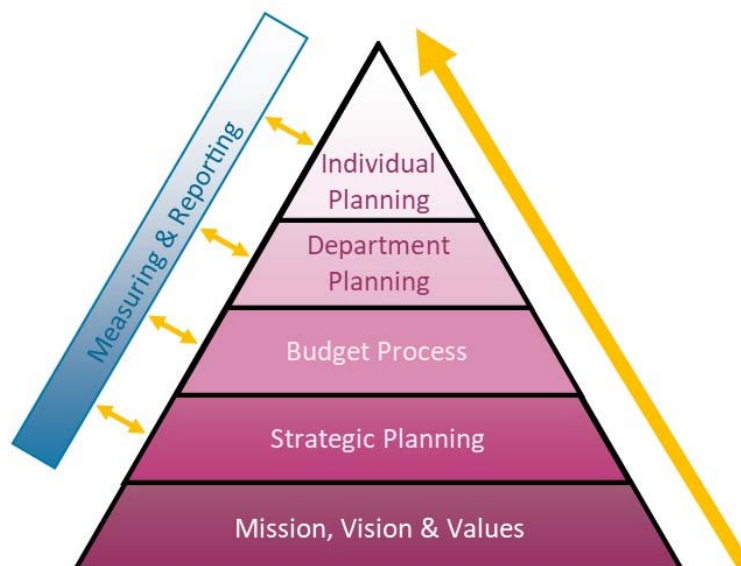 Measuring & Reporting
Individual
Planning
Department
Planning
Budget Process
Strategic Planning
Mission, Vision & Values